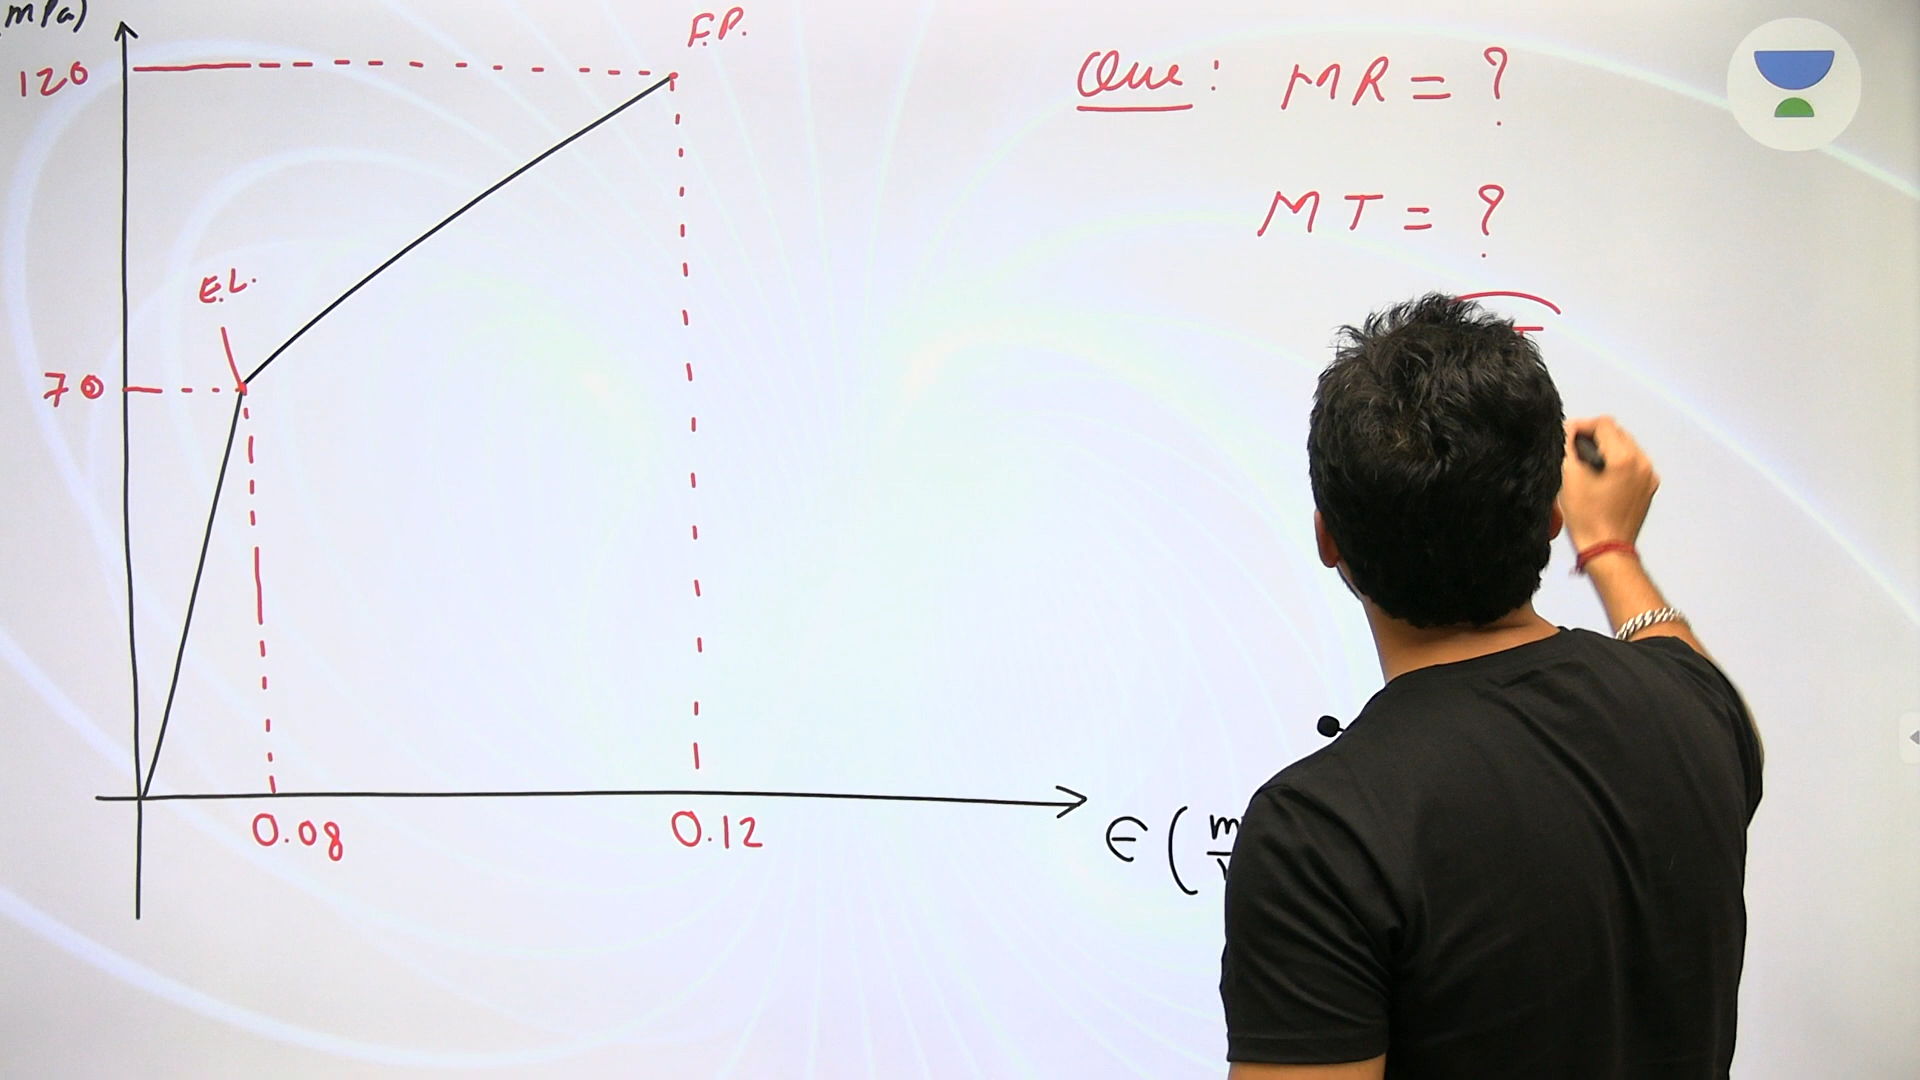 mPa)
120
F.P.
Que : MR = ?
MT = ?
E.L.
70
0.08
0.12
ϵ ( m